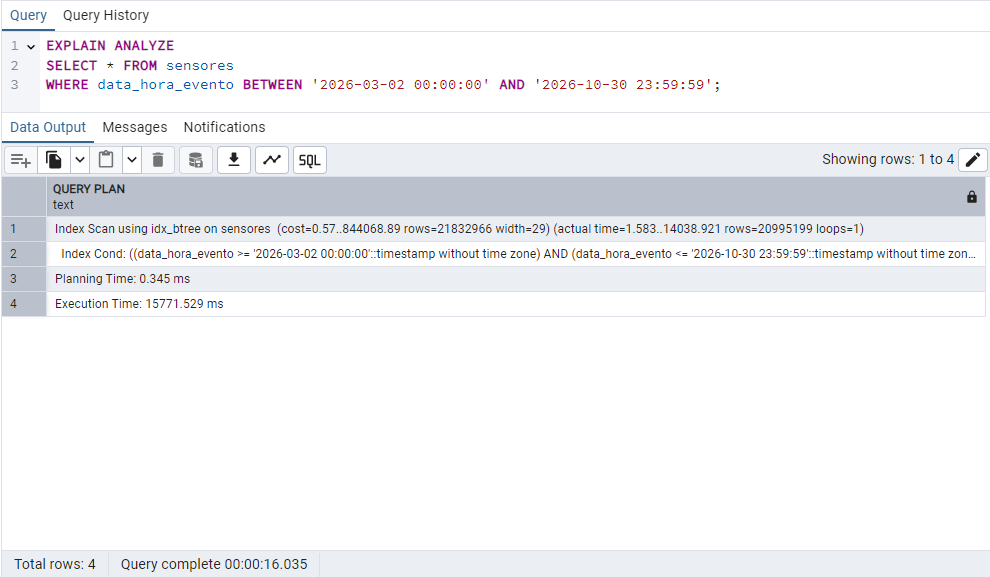 Query Query History
1 EXPLAIN ANALYZE
2 SELECT * FROM sensores
3 WHERE data_hora_evento BETWEEN '2026-03-02 00:00:00' AND '2026-10-30 23:59:59';
Data Output Messages Notifications
SQL Showing rows: 1 to 4
QUERY PLAN
text
1 Index Scan using idx_btree on sensores (cost=0.57..844068.89 rows=21832966 width=29) (actual time=1.583..14038.921 rows=20995199 loops=1)
2 Index Cond: ((data_hora_evento >= '2026-03-02 00:00:00'::timestamp without time zone) AND (data_hora_evento <= '2026-10-30 23:59:59'::timestamp without time zon...
3 Planning Time: 0.345 ms
4 Execution Time: 15771.529 ms
Total rows: 4 Query complete 00:00:16.035